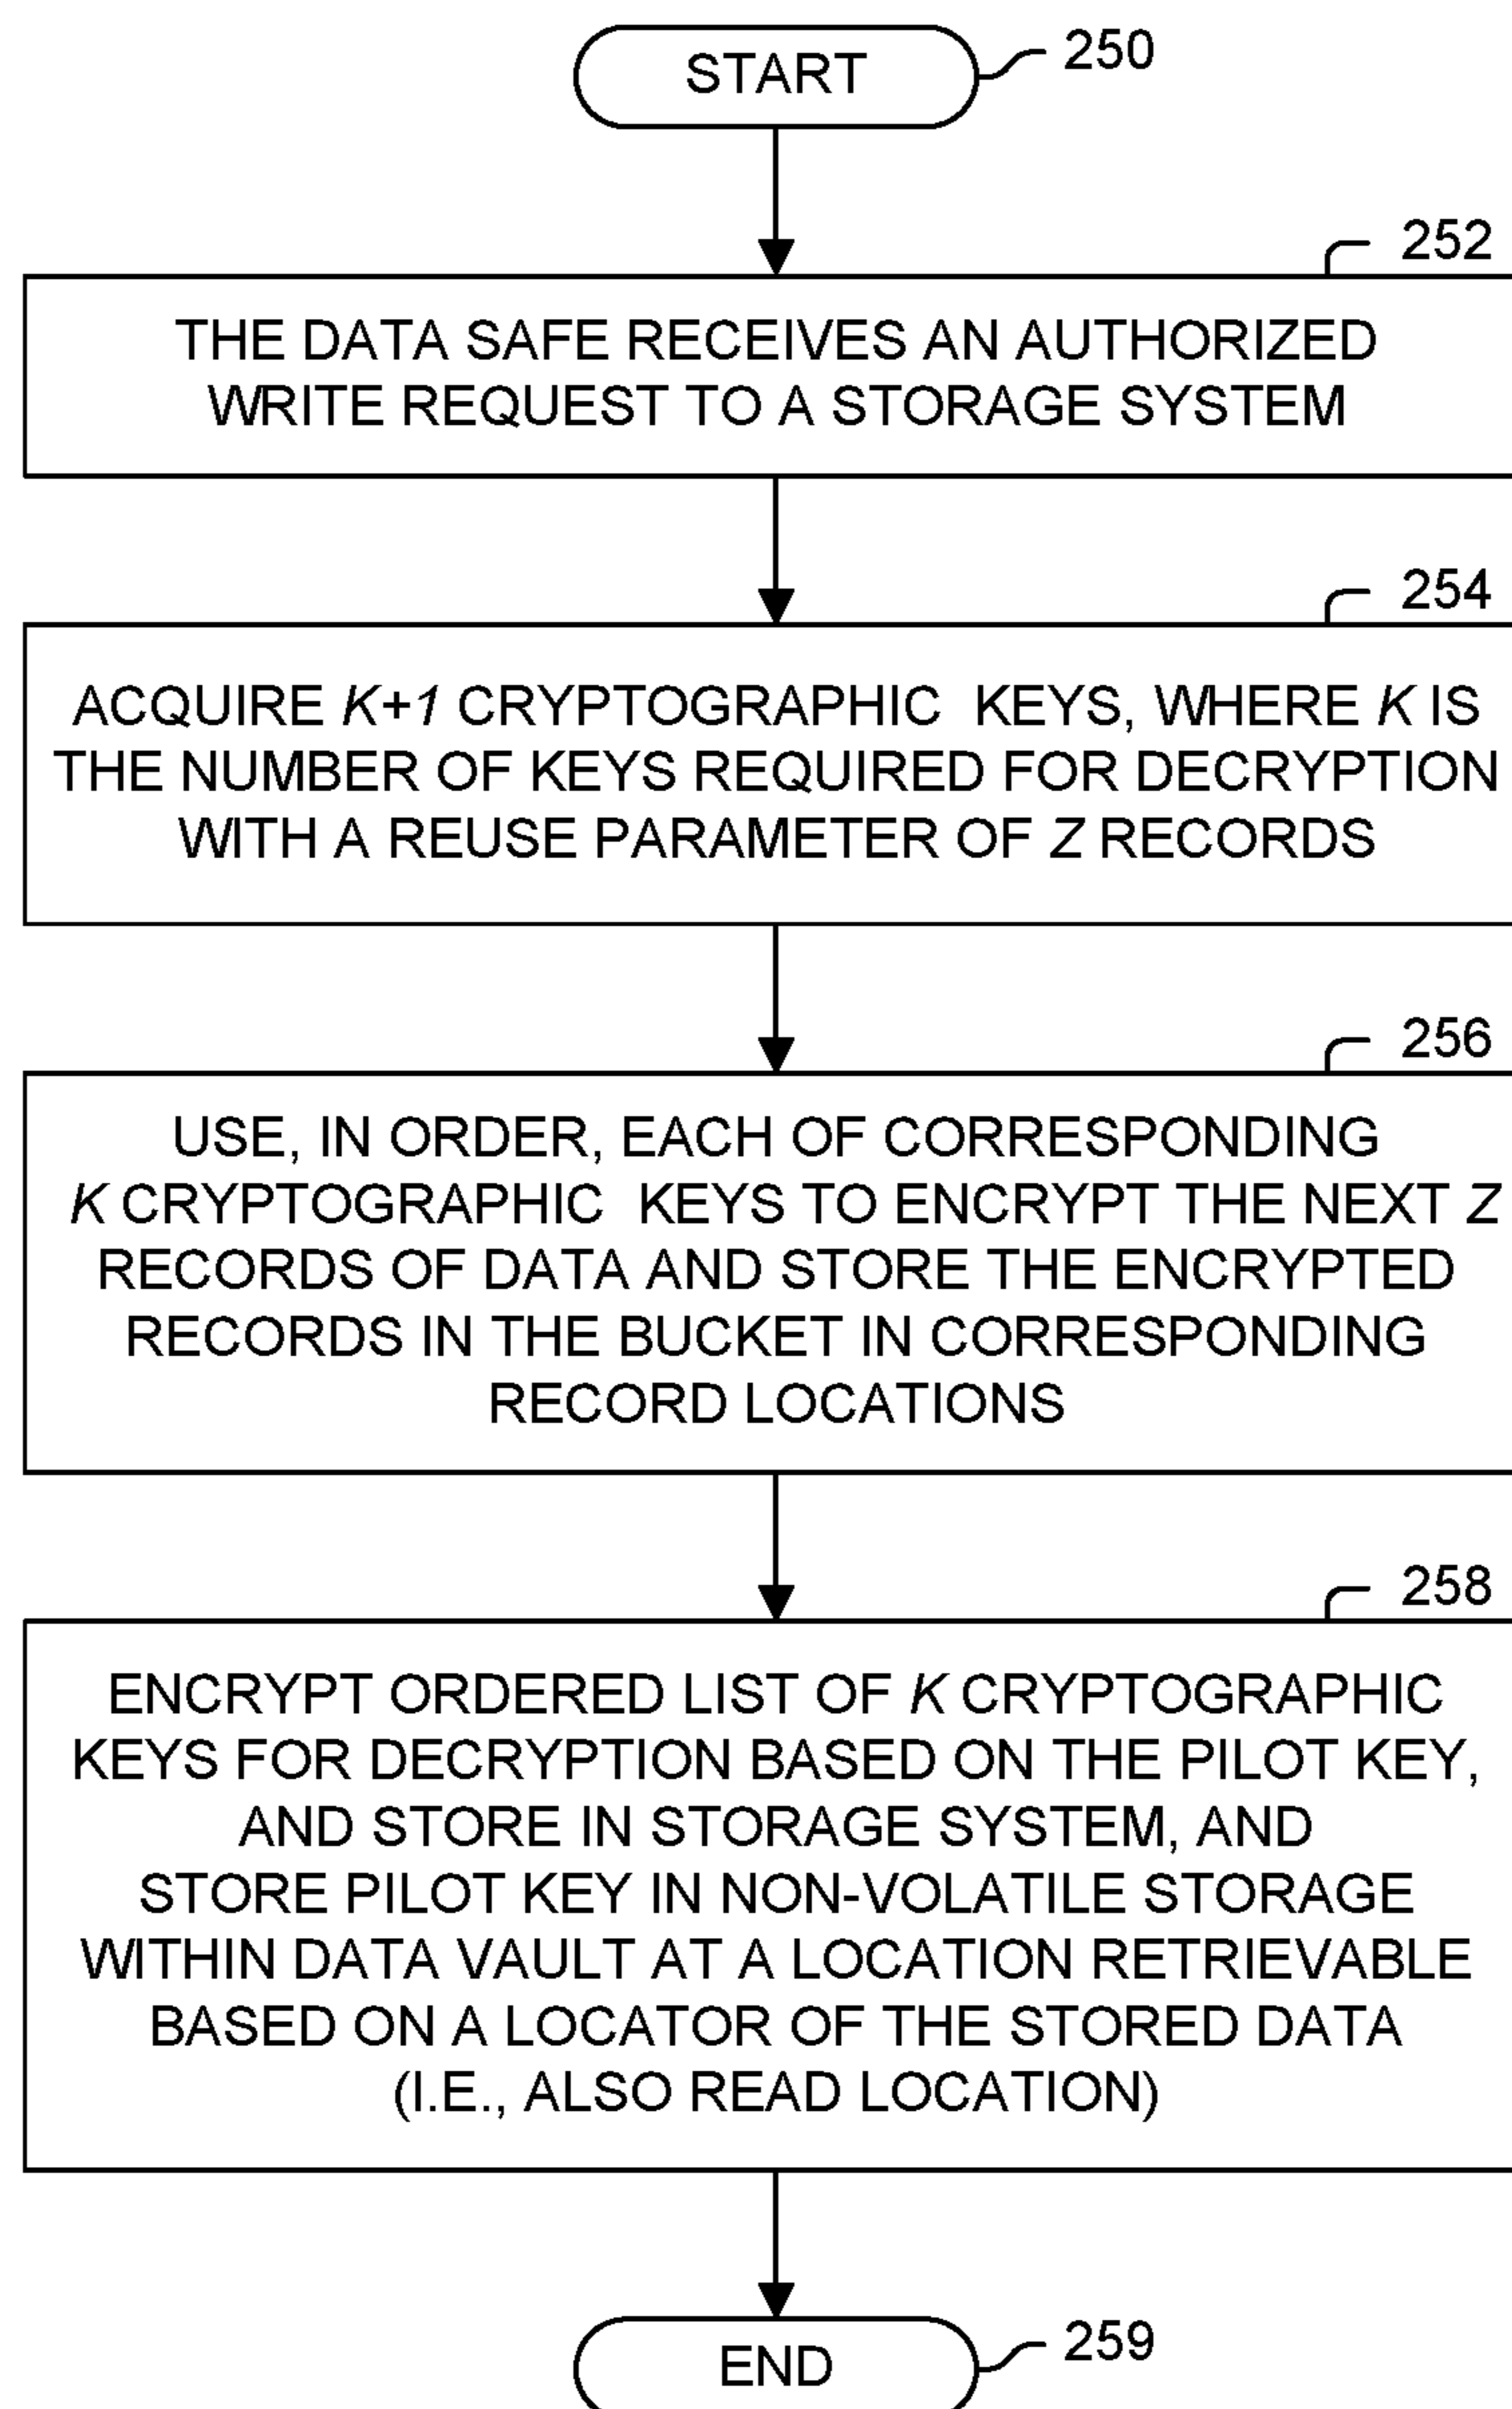 START
250
252
THE DATA SAFE RECEIVES AN AUTHORIZED
WRITE REQUEST TO A STORAGE SYSTEM
254
ACQUIRE K+1 CRYPTOGRAPHIC KEYS, WHERE K IS
THE NUMBER OF KEYS REQUIRED FOR DECRYPTION
WITH A REUSE PARAMETER OF Z RECORDS
256
USE, IN ORDER, EACH OF CORRESPONDING
K CRYPTOGRAPHIC KEYS TO ENCRYPT THE NEXT Z
RECORDS OF DATA AND STORE THE ENCRYPTED
RECORDS IN THE BUCKET IN CORRESPONDING
RECORD LOCATIONS
258
ENCRYPT ORDERED LIST OF K CRYPTOGRAPHIC
KEYS FOR DECRYPTION BASED ON THE PILOT KEY,
AND STORE IN STORAGE SYSTEM, AND
STORE PILOT KEY IN NON-VOLATILE STORAGE
WITHIN DATA VAULT AT A LOCATION RETRIEVABLE
BASED ON A LOCATOR OF THE STORED DATA
(I.E., ALSO READ LOCATION)
END
259